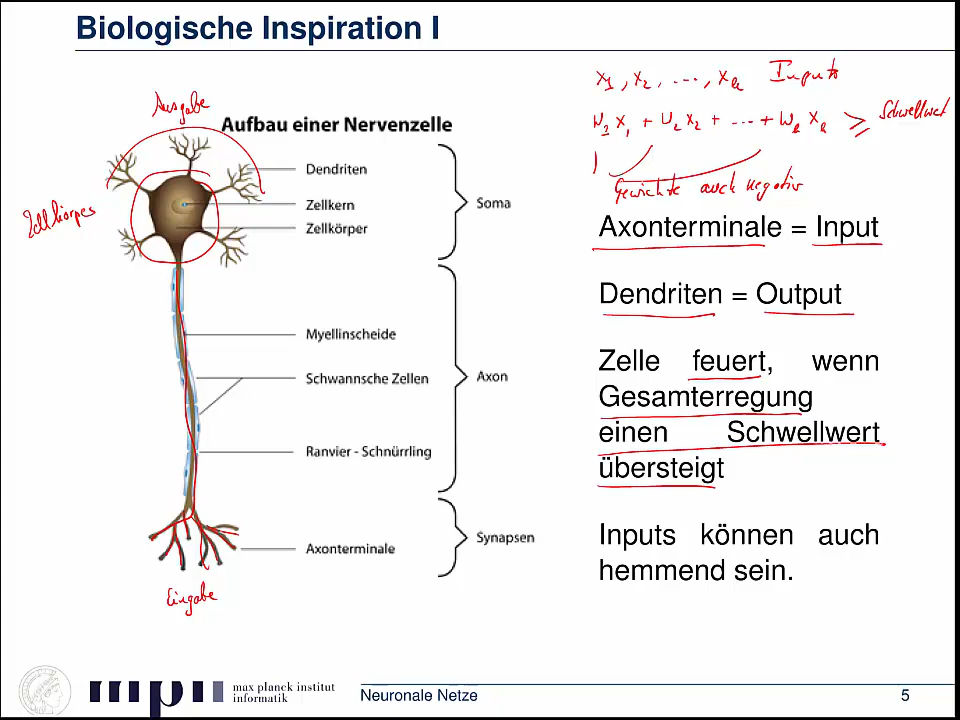 Biologische Inspiration I
x1, x2, ..., xk Inputs
w1 x1 + w2 x2 + ... + wk xk ≥ Schwellwert
Gewichte auch negativ
Ausgabe
Aufbau einer Nervenzelle
Dendriten
Zellkern
Zellkörper
Soma
Zellkörper
Myellinscheide
Schwannsche Zellen
Axon
Ranvier - Schnürrling
Axonterminale
Synapsen
Eingabe
Axonterminale = Input
Dendriten = Output
Zelle feuert, wenn
Gesamterregung
einen Schwellwert
übersteigt
Inputs können auch
hemmend sein.
max planck institut
informatik
Neuronale Netze
5